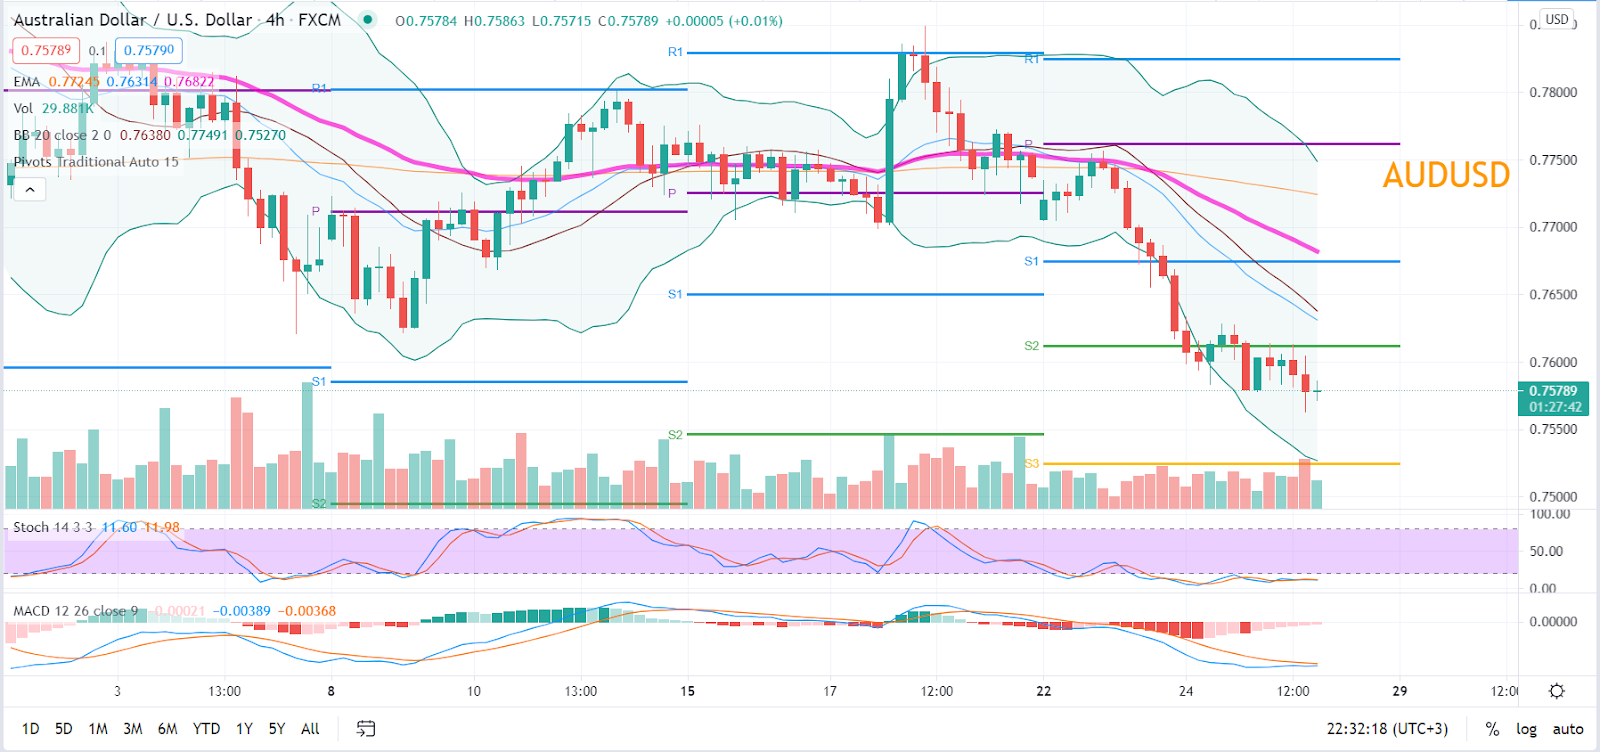 Australian Dollar / U.S. Dollar · 4h · FXCM O0.75784 H0.75863 L0.75715 C0.75789 +0.00005 (+0.01%)
USD
0.75789 0.1 0.75790
EMA 0.77245 0.76314 0.76822
Vol 29.881K
BB 20 close 2 0 0.76380 0.77491 0.75270
Pivots Traditional Auto 15
AUDUSD
R1
R1
R1
P
P
P
S1
S1
S1
S2
S2
S2
S3
0.78000
0.77500
0.77000
0.76500
0.76000
0.75789
01:27:42
0.75500
0.75000
Stoch 14 3 3 11.60 11.98
100.00
50.00
0.00
MACD 12 26 close 9 -0.00021 −0.00389 −0.00368
0.00000
3 13:00 8 10 13:00 15 17 12:00 22 24 12:00 29 12:00
1D 5D 1M 3M 6M YTD 1Y 5Y All
22:32:18 (UTC+3) % log auto